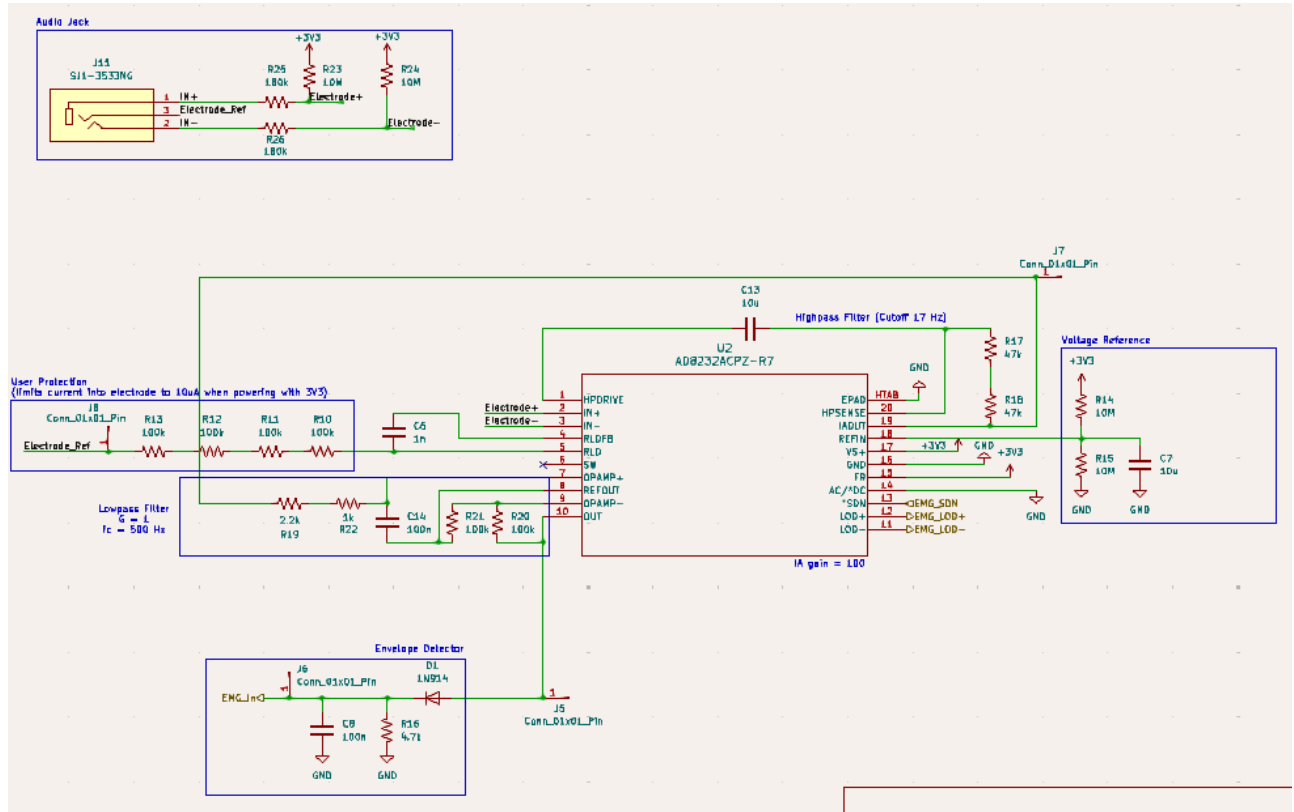 Audio Jack
J11
SJ1-3533NG
1 IN+
3 Electrode_Ref
2 IN-
R25
180k
R26
180k
+3V3
R23
10M
Electrode+
+3V3
R24
10M
Electrode-
J7
Conn_01x01_Pin
1
C13
10u
Highpass Filter (Cutoff 17 Hz)
R17
47k
R18
47k
Voltage Reference
+3V3
R14
10M
R15
10M
C7
10u
GND
GND
User Protection
(limits current into electrode to 10uA when powering with 3V3)
J8
Conn_01x01_Pin
1
Electrode_Ref
R13
100k
R12
100k
R11
100k
R10
100k
C6
1n
Electrode+
Electrode-
U2
AD8232ACPZ-R7
1 HPDRIVE
2 IN+
3 IN-
4 RLDFB
5 RLD
6 SW
7 OPAMP+
8 REFOUT
9 OPAMP-
10 OUT
EPAD HTAB
HPSENSE 20
IAOUT 19
REFIN 18
VS+ 17
GND 16
FR 15
AC/*DC 14
*SDN 13
LOD+ 12
LOD- 11
GND
+3V3
GND
+3V3
GND
EMG_SDN
EMG_LOD+
EMG_LOD-
IA gain = 100
Lowpass Filter
G = 1
fc = 500 Hz
2.2k
R19
1k
R22
C14
100n
R21
100k
R20
100k
Envelope Detector
EMG_In
J6
Conn_01x01_Pin
1
D1
1N914
C8
100n
R16
4.7k
GND
GND
1
J5
Conn_01x01_Pin